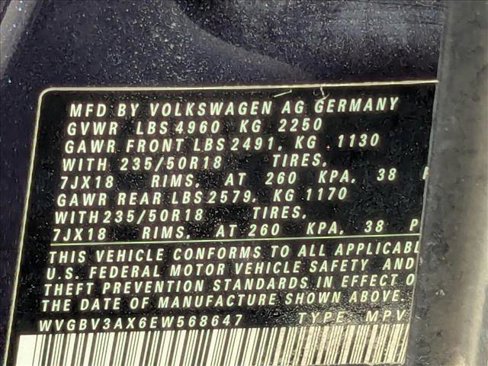 MFD BY VOLKSWAGEN AG GERMANY
GVWR LBS 4960 KG 2250
GAWR FRONT LBS 2491, KG .1130
WITH 235/50R18 TIRES,
7JX18 RIMS, AT 260 KPA, 38
GAWR REAR LBS 2579, KG 1170
WITH 235/50R18 TIRES,
7JX18 RIMS, AT 260 KPA, 38 P
THIS VEHICLE CONFORMS TO ALL APPLICABL
U.S. FEDERAL MOTOR VEHICLE SAFETY AND
THEFT PREVENTION STANDARDS IN EFFECT O
THE DATE OF MANUFACTURE SHOWN ABOVE.
WVGBV3AX6EW568647 TYPE MPV